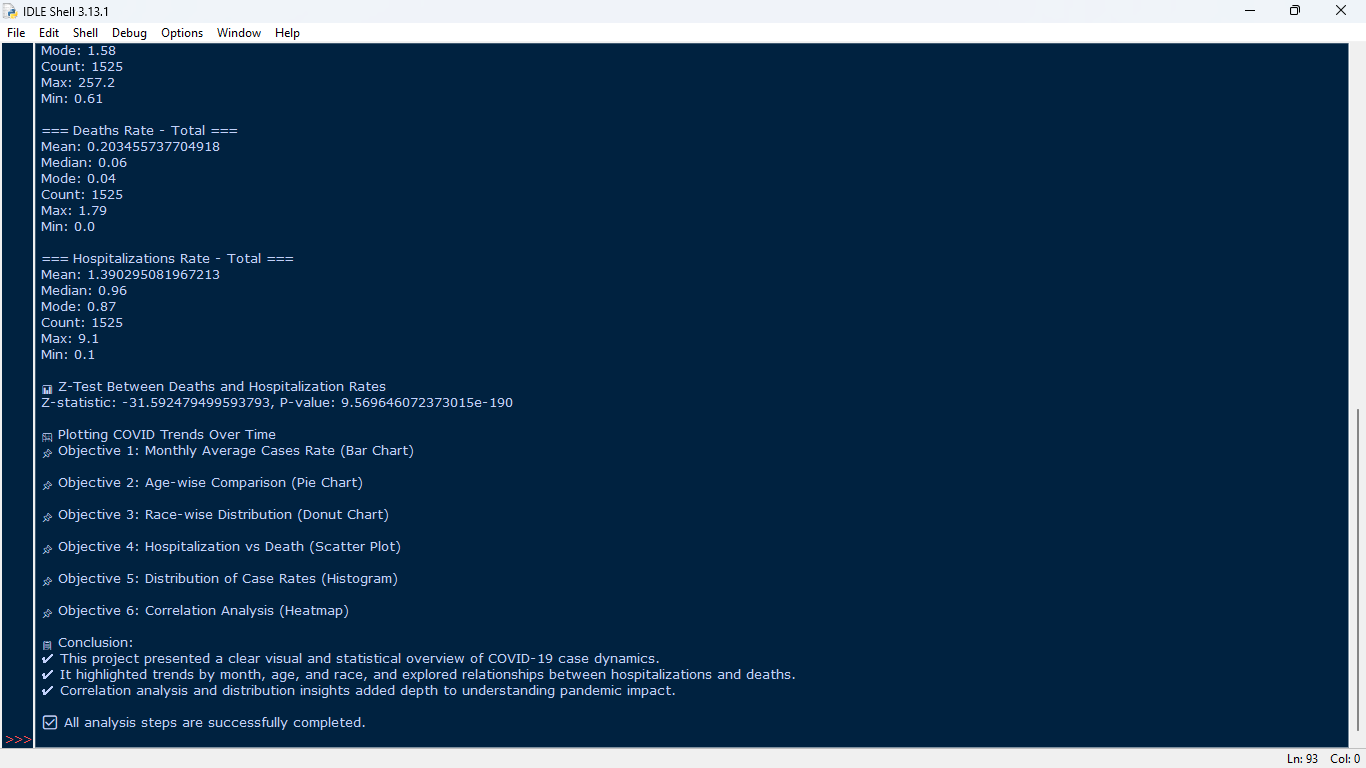 IDLE Shell 3.13.1
File Edit Shell Debug Options Window Help
Mode: 1.58
Count: 1525
Max: 257.2
Min: 0.61
=== Deaths Rate - Total ===
Mean: 0.203455737704918
Median: 0.06
Mode: 0.04
Count: 1525
Max: 1.79
Min: 0.0
=== Hospitalizations Rate - Total ===
Mean: 1.390295081967213
Median: 0.96
Mode: 0.87
Count: 1525
Max: 9.1
Min: 0.1
📊 Z-Test Between Deaths and Hospitalization Rates
Z-statistic: -31.592479499593793, P-value: 9.569646072373015e-190
Plotting COVID Trends Over Time
📌 Objective 1: Monthly Average Cases Rate (Bar Chart)
📌 Objective 2: Age-wise Comparison (Pie Chart)
📌 Objective 3: Race-wise Distribution (Donut Chart)
📌 Objective 4: Hospitalization vs Death (Scatter Plot)
📌 Objective 5: Distribution of Case Rates (Histogram)
📌 Objective 6: Correlation Analysis (Heatmap)
Conclusion:
✔ This project presented a clear visual and statistical overview of COVID-19 case dynamics.
✔ It highlighted trends by month, age, and race, and explored relationships between hospitalizations and deaths.
✔ Correlation analysis and distribution insights added depth to understanding pandemic impact.
☑ All analysis steps are successfully completed.
>>>
Ln: 93 Col: 0